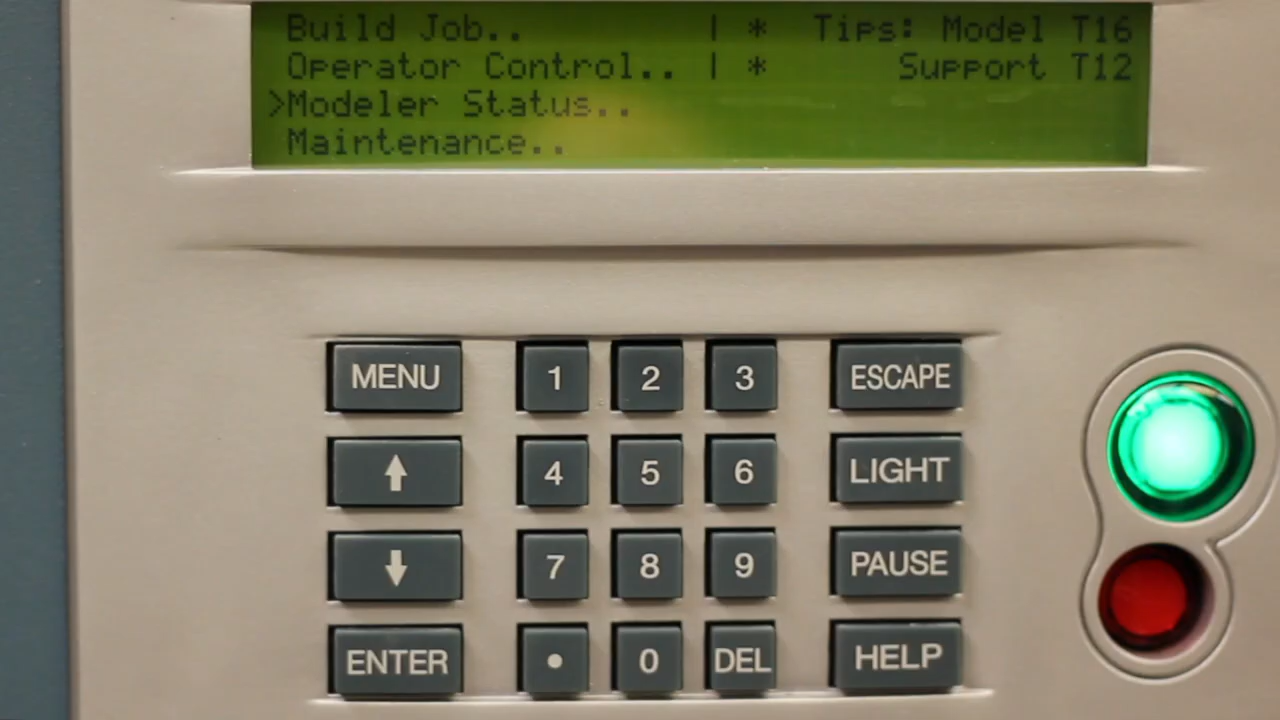 Build Job.. | * Tips: Model T16
Operator Control.. | * Support T12
>Modeler Status..
Maintenance..
MENU 1 2 3 ESCAPE
4 5 6 LIGHT
7 8 9 PAUSE
ENTER . 0 DEL HELP